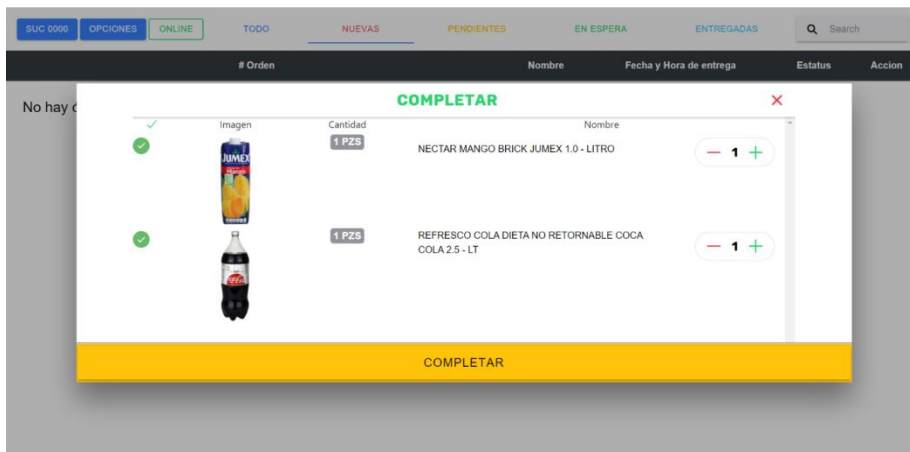 SUC 0000 OPCIONES ONLINE TODO NUEVAS PENDIENTES EN ESPERA ENTREGADAS Search
# Orden Nombre Fecha y Hora de entrega Estatus Accion
No hay
COMPLETAR
Imagen Cantidad Nombre
1 PZS
NECTAR MANGO BRICK JUMEX 1.0 - LITRO
1
JUMEX
Mango
1 PZS
REFRESCO COLA DIETA NO RETORNABLE COCA
COLA 2.5 - LT
1
COMPLETAR